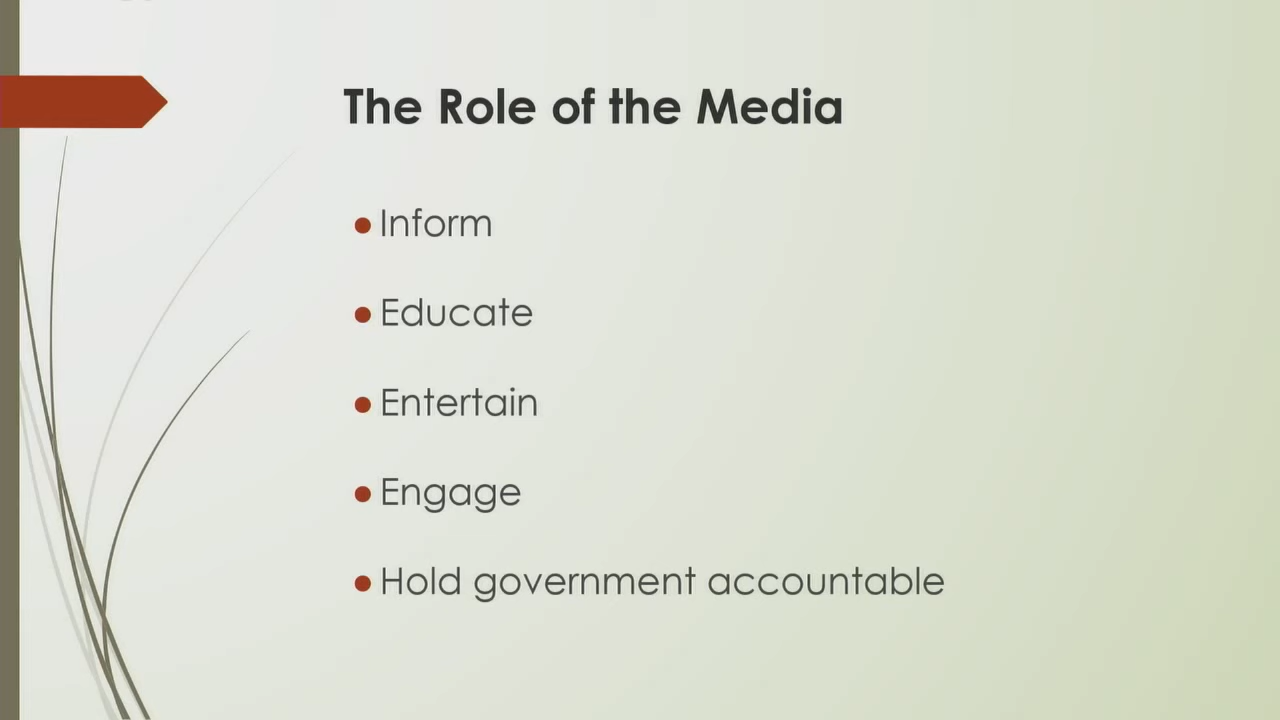 The Role of the Media
Inform
Educate
Entertain
Engage
Hold government accountable